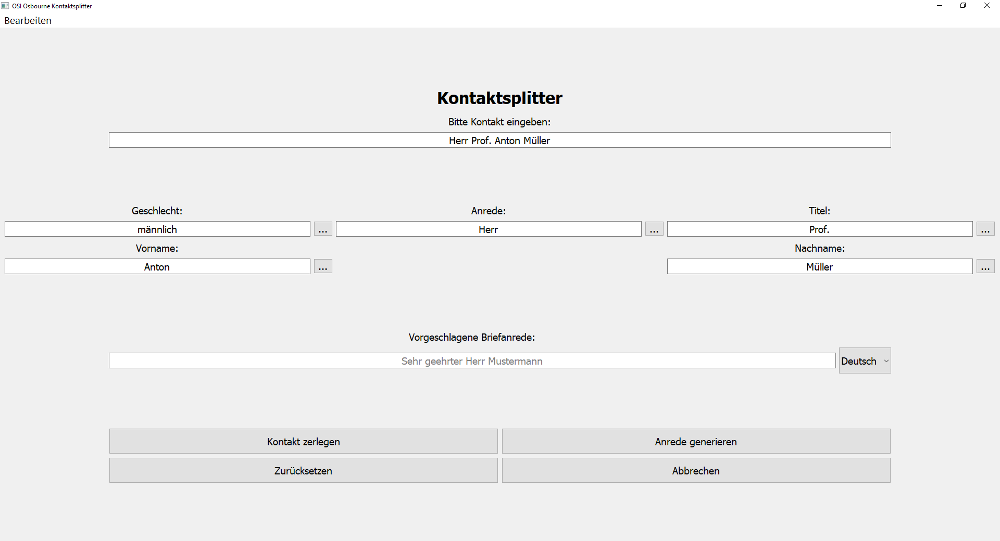 OSI Osbourne Kontaktsplitter
Bearbeiten
Kontaktsplitter
Bitte Kontakt eingeben:
Herr Prof. Anton Müller
Geschlecht: Anrede: Titel:
männlich ... Herr ... Prof. ...
Vorname: Nachname:
Anton ... Müller ...
Vorgeschlagene Briefanrede:
Sehr geehrter Herr Mustermann Deutsch
Kontakt zerlegen Anrede generieren
Zurücksetzen Abbrechen